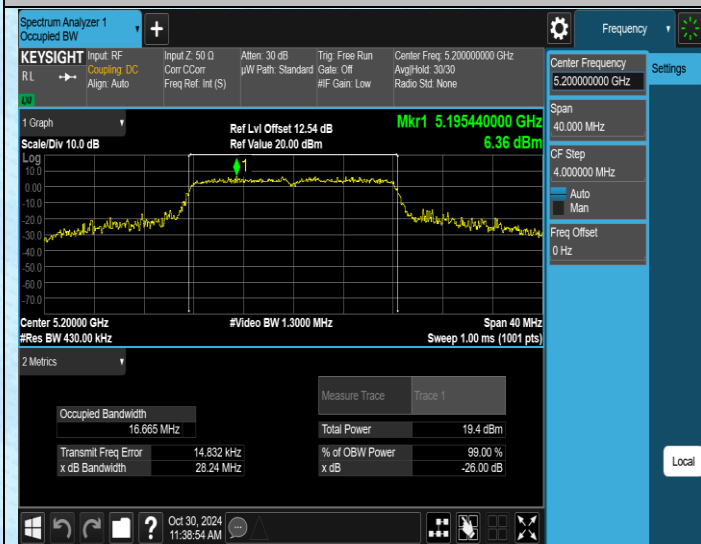 Spectrum Analyzer 1
Occupied BW
Frequency
KEYSIGHT
RL
LXI
Input: RF
Coupling: DC
Align: Auto
Input Z: 50 Ω
Corr CCorr
Freq Ref: Int (S)
Atten: 30 dB
µW Path: Standard
Trig: Free Run
Gate: Off
#IF Gain: Low
Center Freq: 5.200000000 GHz
Avg|Hold: 30/30
Radio Std: None
Center Frequency
5.200000000 GHz
Settings
Span
40.000 MHz
CF Step
4.000000 MHz
Auto
Man
Freq Offset
0 Hz
Local
1 Graph
Scale/Div 10.0 dB
Ref Lvl Offset 12.54 dB
Ref Value 20.00 dBm
Mkr1 5.195440000 GHz
6.36 dBm
Log
10.0
0.00
-10.0
-20.0
-30.0
-40.0
-50.0
-60.0
-70.0
1
Center 5.20000 GHz
#Res BW 430.00 kHz
#Video BW 1.3000 MHz
Span 40 MHz
Sweep 1.00 ms (1001 pts)
2 Metrics
Measure Trace
Trace 1
Occupied Bandwidth
16.665 MHz
Total Power
19.4 dBm
Transmit Freq Error
14.832 kHz
% of OBW Power
99.00 %
x dB Bandwidth
28.24 MHz
x dB
-26.00 dB
?
Oct 30, 2024
11:38:54 AM